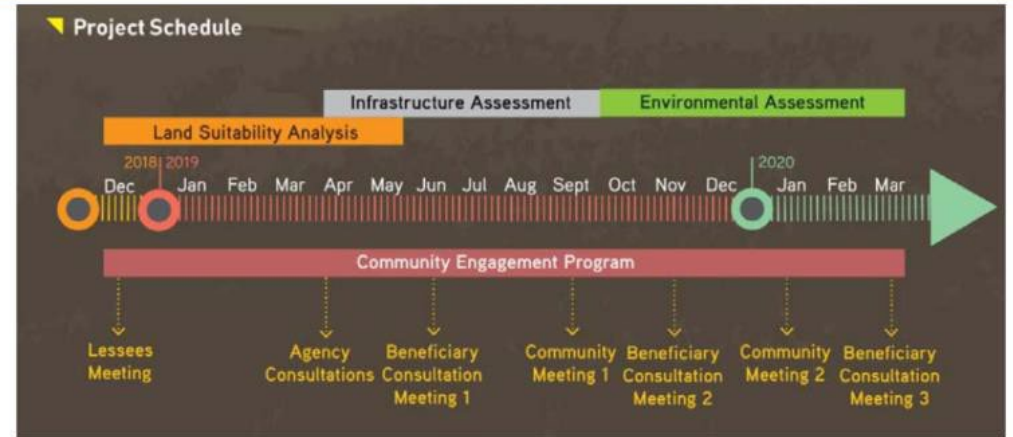 Project Schedule
Infrastructure Assessment
Environmental Assessment
Land Suitability Analysis
2018 2019
2020
Dec Jan Feb Mar Apr May Jun Jul Aug Sept Oct Nov Dec Jan Feb Mar
Community Engagement Program
Lessees
Meeting
Agency
Consultations
Beneficiary
Consultation
Meeting 1
Community
Meeting 1
Beneficiary
Consultation
Meeting 2
Community
Meeting 2
Beneficiary
Consultation
Meeting 3